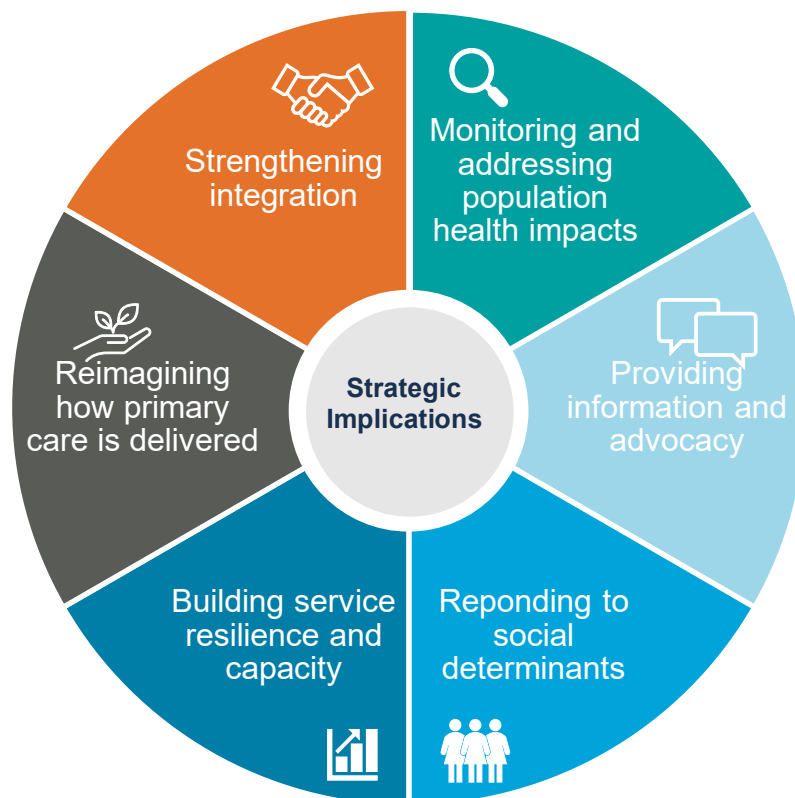 Strengthening
integration
Monitoring and
addressing
population
health impacts
Reimagining
how primary
care is delivered
Strategic
Implications
Providing
information and
advocacy
Building service
resilience and
capacity
Reponding to
social
determinants